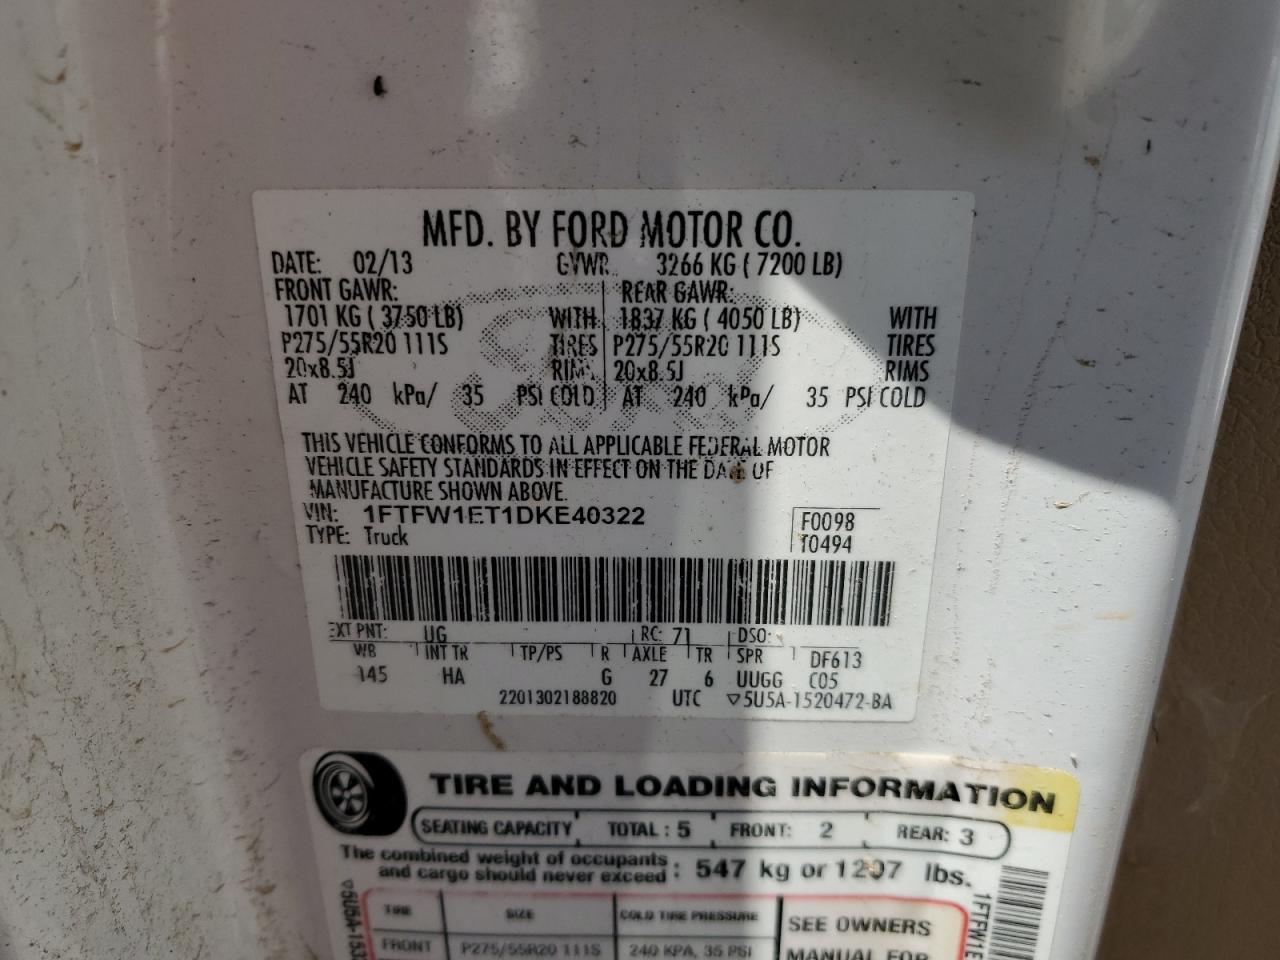 MFD. BY FORD MOTOR CO.
DATE: 02/13 GVWR. 3266 KG ( 7200 LB)
FRONT GAWR: REAR GAWR:
1701 KG ( 3750 LB) WITH 1837 KG ( 4050 LB) WITH
P275/55R20 111S TIRES P275/55R20 111S TIRES
20x8.5J RIMS 20x8.5J RIMS
AT 240 kPa/ 35 PSI COLD AT 240 kPa/ 35 PSI COLD
THIS VEHICLE CONFORMS TO ALL APPLICABLE FEDERAL MOTOR
VEHICLE SAFETY STANDARDS IN EFFECT ON THE DATE OF
MANUFACTURE SHOWN ABOVE.
VIN: 1FTFW1ET1DKE40322 F0098
TYPE: Truck T0494
EXT PNT: UG RC: 71 DSO:
WB INT TR TP/PS R AXLE TR SPR DF613
145 HA G 27 6 UUGG C05
2201302188820 UTC ▽5U5A-1520472-BA
TIRE AND LOADING INFORMATION
SEATING CAPACITY TOTAL : 5 FRONT: 2 REAR: 3
The combined weight of occupants
and cargo should never exceed : 547 kg or 1207 lbs.
TIRE SIZE COLD TIRE PRESSURE SEE OWNERS
FRONT P275/55R20 111S 240 KPA, 35 PSI MANUAL FOR
▽5U5A-153
1FTFW1E